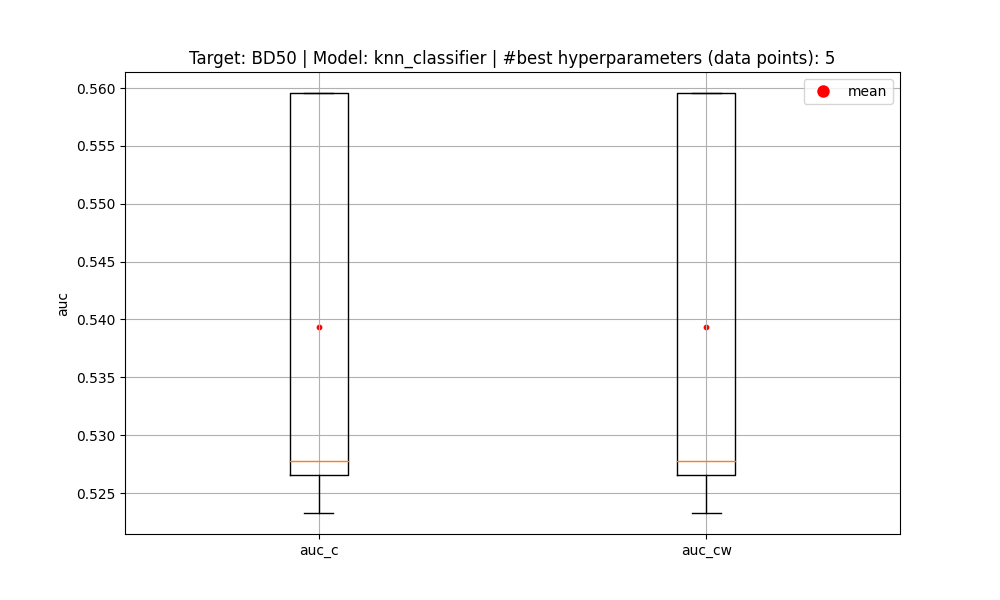 Target: BD50 | Model: knn_classifier | #best hyperparameters (data points): 5
mean
0.560
0.555
0.550
0.545
0.540
0.535
0.530
0.525
auc
auc_c
auc_cw